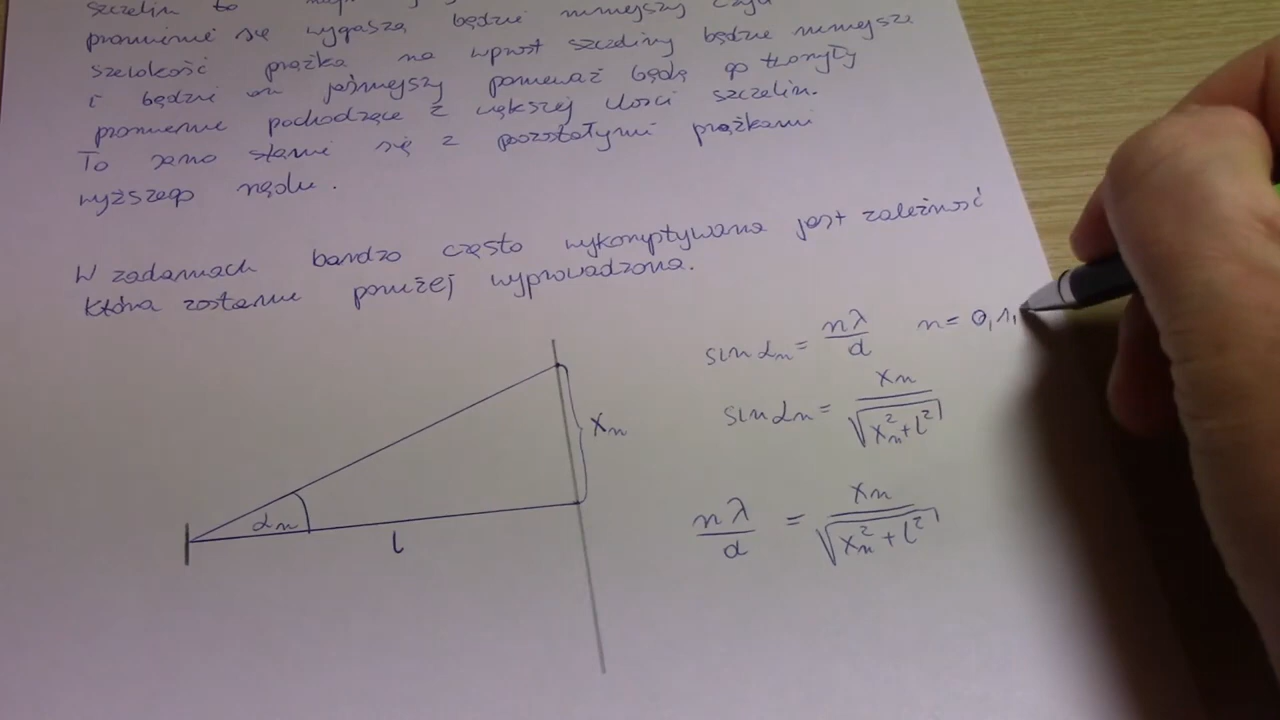 szczelin to
promienie się wygaszą będzie mniejszy czyli
szerokość prążka na wprost szczeliny będzie mniejsza
i będzie on jaśniejszy ponieważ będą go tworzyły
promienie pochodzące z większej ilości szczelin.
To samo stanie się z pozostałymi prążkami
wyższego rzędu.
W zadaniach bardzo często wykorzystywana jest zależność
która zostanie poniżej wyprowadzona.
sin αn = nλ/d n = 0,1,
sin αn = xn/√(xn²+l²)
xn
αn
l
nλ/d = xn/√(xn²+l²)